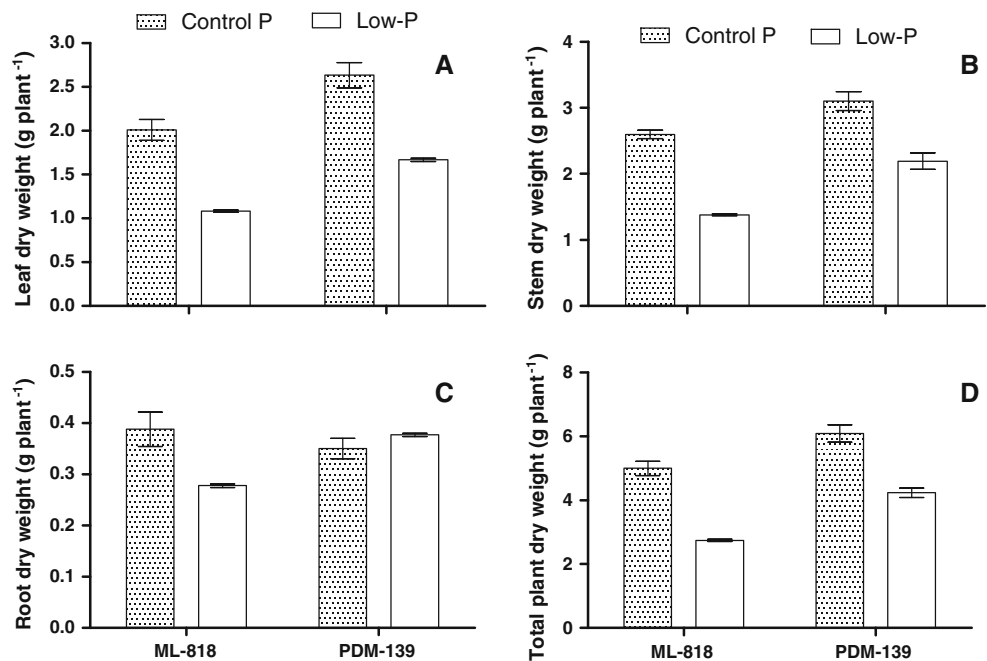 Control P Low-P
Leaf dry weight (g plant⁻¹)
3.0
2.5
2.0
1.5
1.0
0.5
0.0
A
Control P Low-P
Stem dry weight (g plant⁻¹)
4
3
2
1
0
B
Root dry weight (g plant⁻¹)
0.5
0.4
0.3
0.2
0.1
0.0
C
ML-818 PDM-139
Total plant dry weight (g plant⁻¹)
8
6
4
2
0
D
ML-818 PDM-139